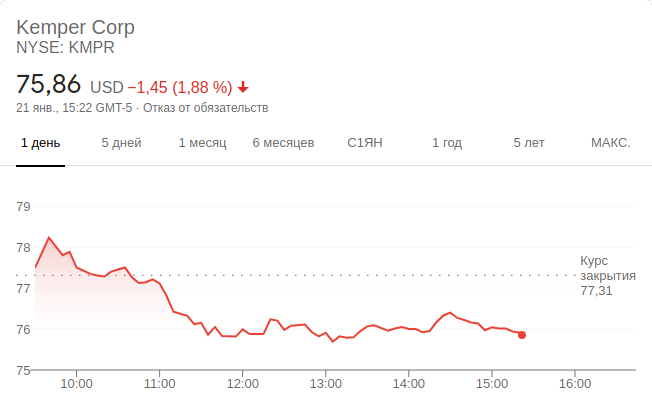 Kemper Corp
NYSE: KMPR
75,86 USD −1,45 (1,88 %)
21 янв., 15:22 GMT-5 · Отказ от обязательств
1 день 5 дней 1 месяц 6 месяцев С1ЯН 1 год 5 лет МАКС.
79
78
77
76
75
Курс
закрытия
77,31
10:00 11:00 12:00 13:00 14:00 15:00 16:00